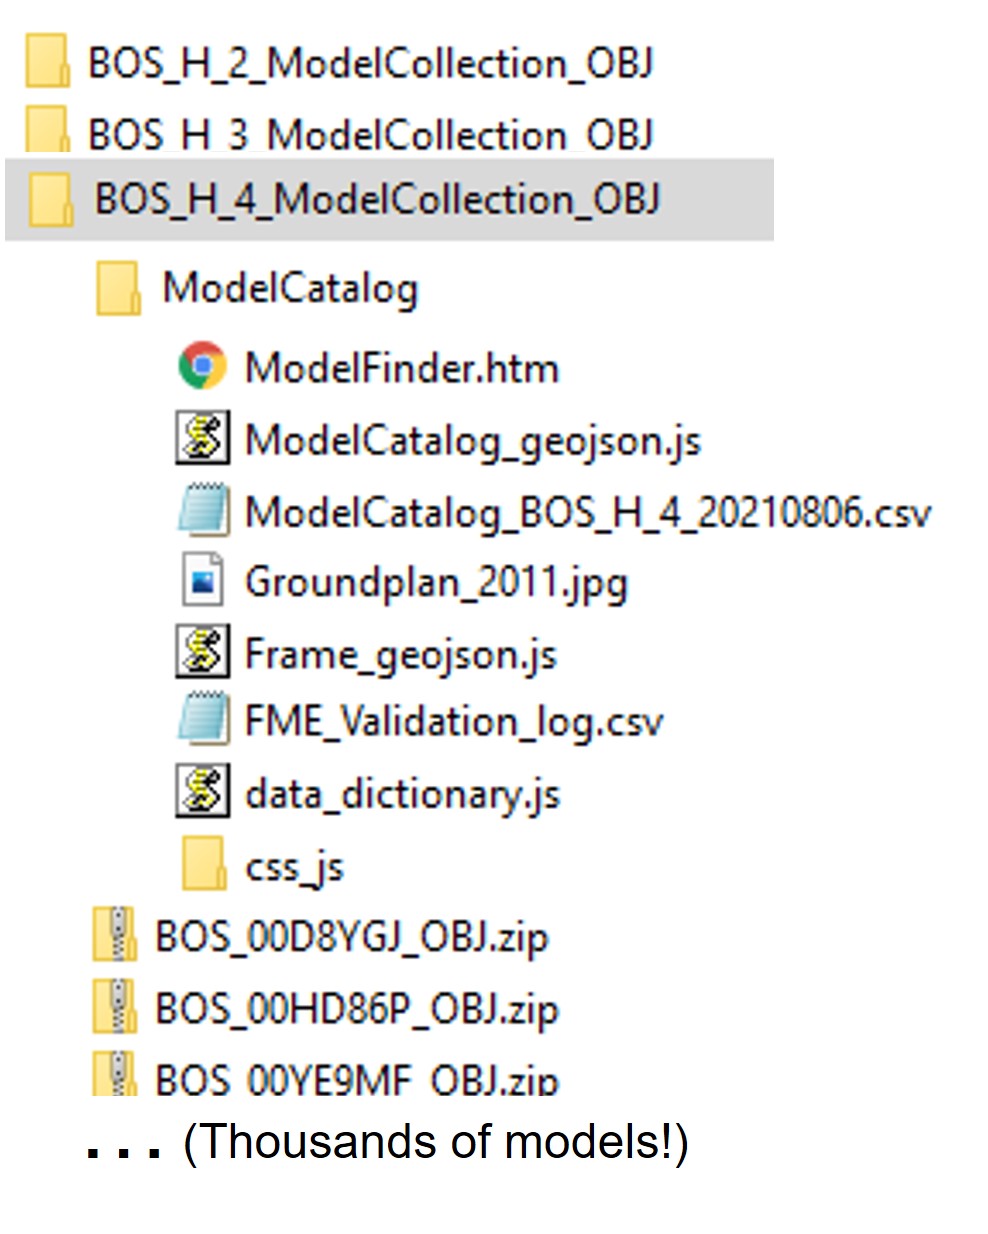 BOS_H_2_ModelCollection_OBJ
BOS_H_3_ModelCollection_OBJ
BOS_H_4_ModelCollection_OBJ
ModelCatalog
ModelFinder.htm
ModelCatalog_geojson.js
ModelCatalog_BOS_H_4_20210806.csv
Groundplan_2011.jpg
Frame_geojson.js
FME_Validation_log.csv
data_dictionary.js
css_js
BOS_00D8YGJ_OBJ.zip
BOS_00HD86P_OBJ.zip
BOS_00YE9MF_OBJ.zip
... (Thousands of models!)